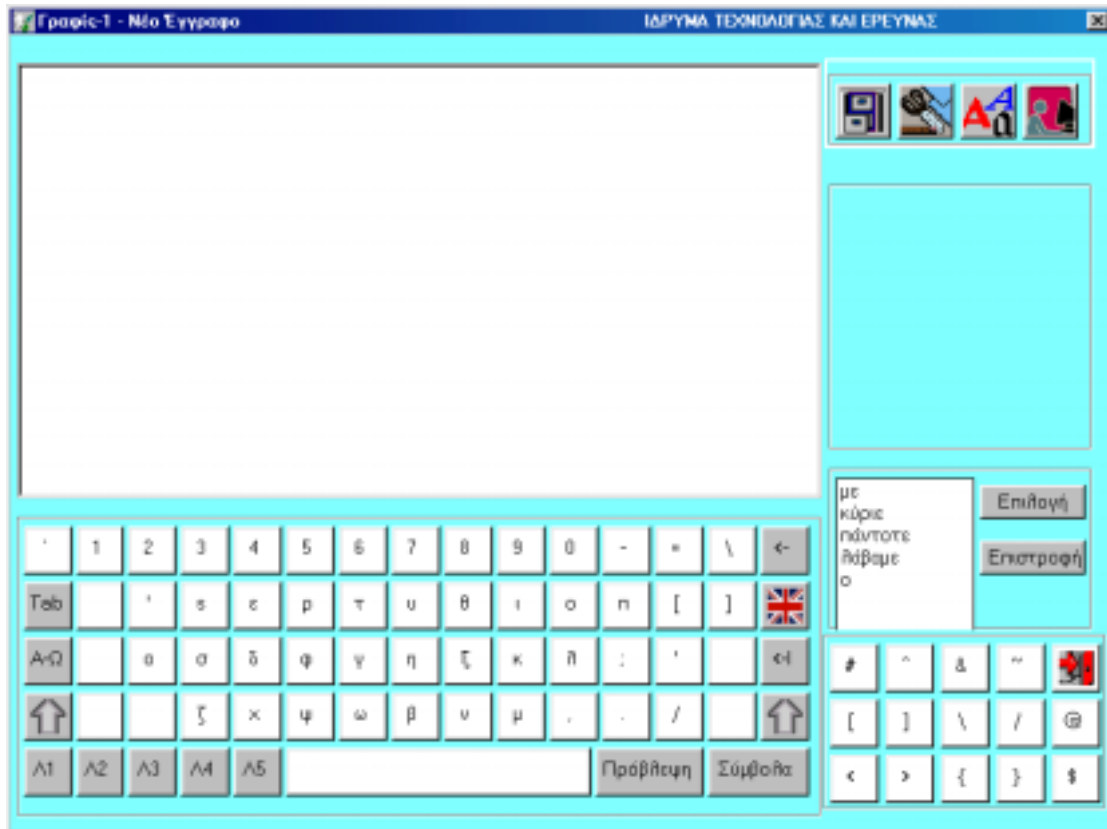 Γραφίς-1 - Νέο Έγγραφο ΙΔΡΥΜΑ ΤΕΧΝΟΛΟΓΙΑΣ ΚΑΙ ΕΡΕΥΝΑΣ
με
κύριε
πάντοτε
λάβαμε
ο
Επιλογή
Επιστροφή
' 1 2 3 4 5 6 7 8 9 0 - = \ <-
Tab ' s ε ρ τ υ θ ι ο π [ ]
Α-Ω α σ δ φ γ η ξ κ λ ; ' <-|
ζ χ ψ ω β ν μ , . /
Λ1 Λ2 Λ3 Λ4 Λ5 Πρόβλεψη Σύμβολα
# ^ & ~
[ ] \ / @
< > { } $